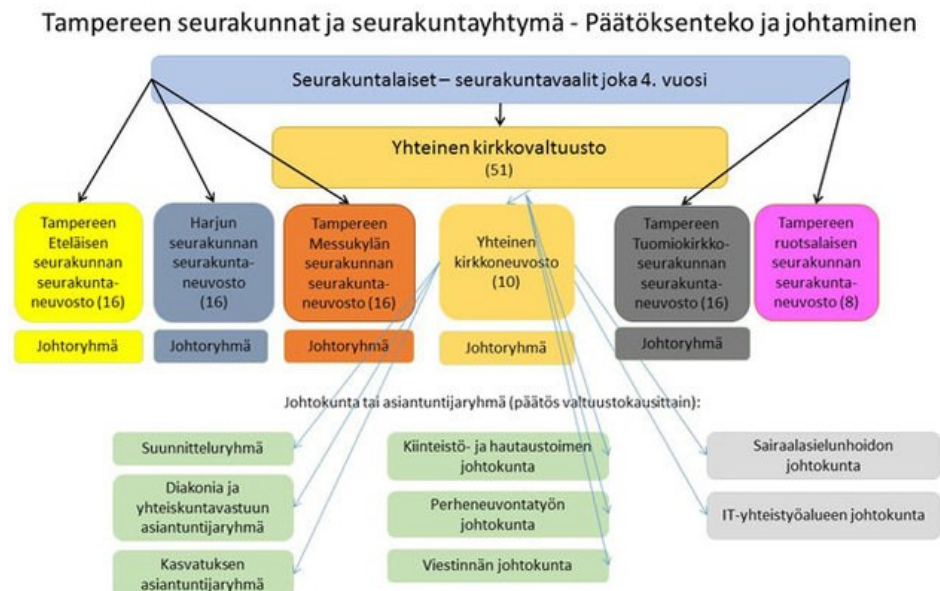 Tampereen seurakunnat ja seurakuntayhtymä - Päätöksenteko ja johtaminen
Seurakuntalaiset – seurakuntavaalit joka 4. vuosi
Yhteinen kirkkovaltuusto
(51)
Tampereen
Eteläisen
seurakunnan
seurakunta-
neuvosto (16)
Harjun
seurakunnan
seurakunta-
neuvosto
(16)
Tampereen
Messukylän
seurakunnan
seurakunta-
neuvosto (16)
Yhteinen
kirkkoneuvosto
(10)
Tampereen
Tuomiokirkko-
seurakunnan
seurakunta-
neuvosto (16)
Tampereen
ruotsalaisen
seurakunnan
seurakunta-
neuvosto (8)
Johtoryhmä
Johtoryhmä
Johtoryhmä
Johtoryhmä
Johtoryhmä
Johtokunta tai asiantuntijaryhmä (päätös valtuustokausittain):
Suunnitteluryhmä
Diakonia ja
yhteiskuntavastuun
asiantuntijaryhmä
Kasvatuksen
asiantuntijaryhmä
Kiinteistö- ja hautaustoimen
johtokunta
Perheneuvontatyön
johtokunta
Viestinnän johtokunta
Sairaalasielunhoidon
johtokunta
IT-yhteistyöalueen johtokunta